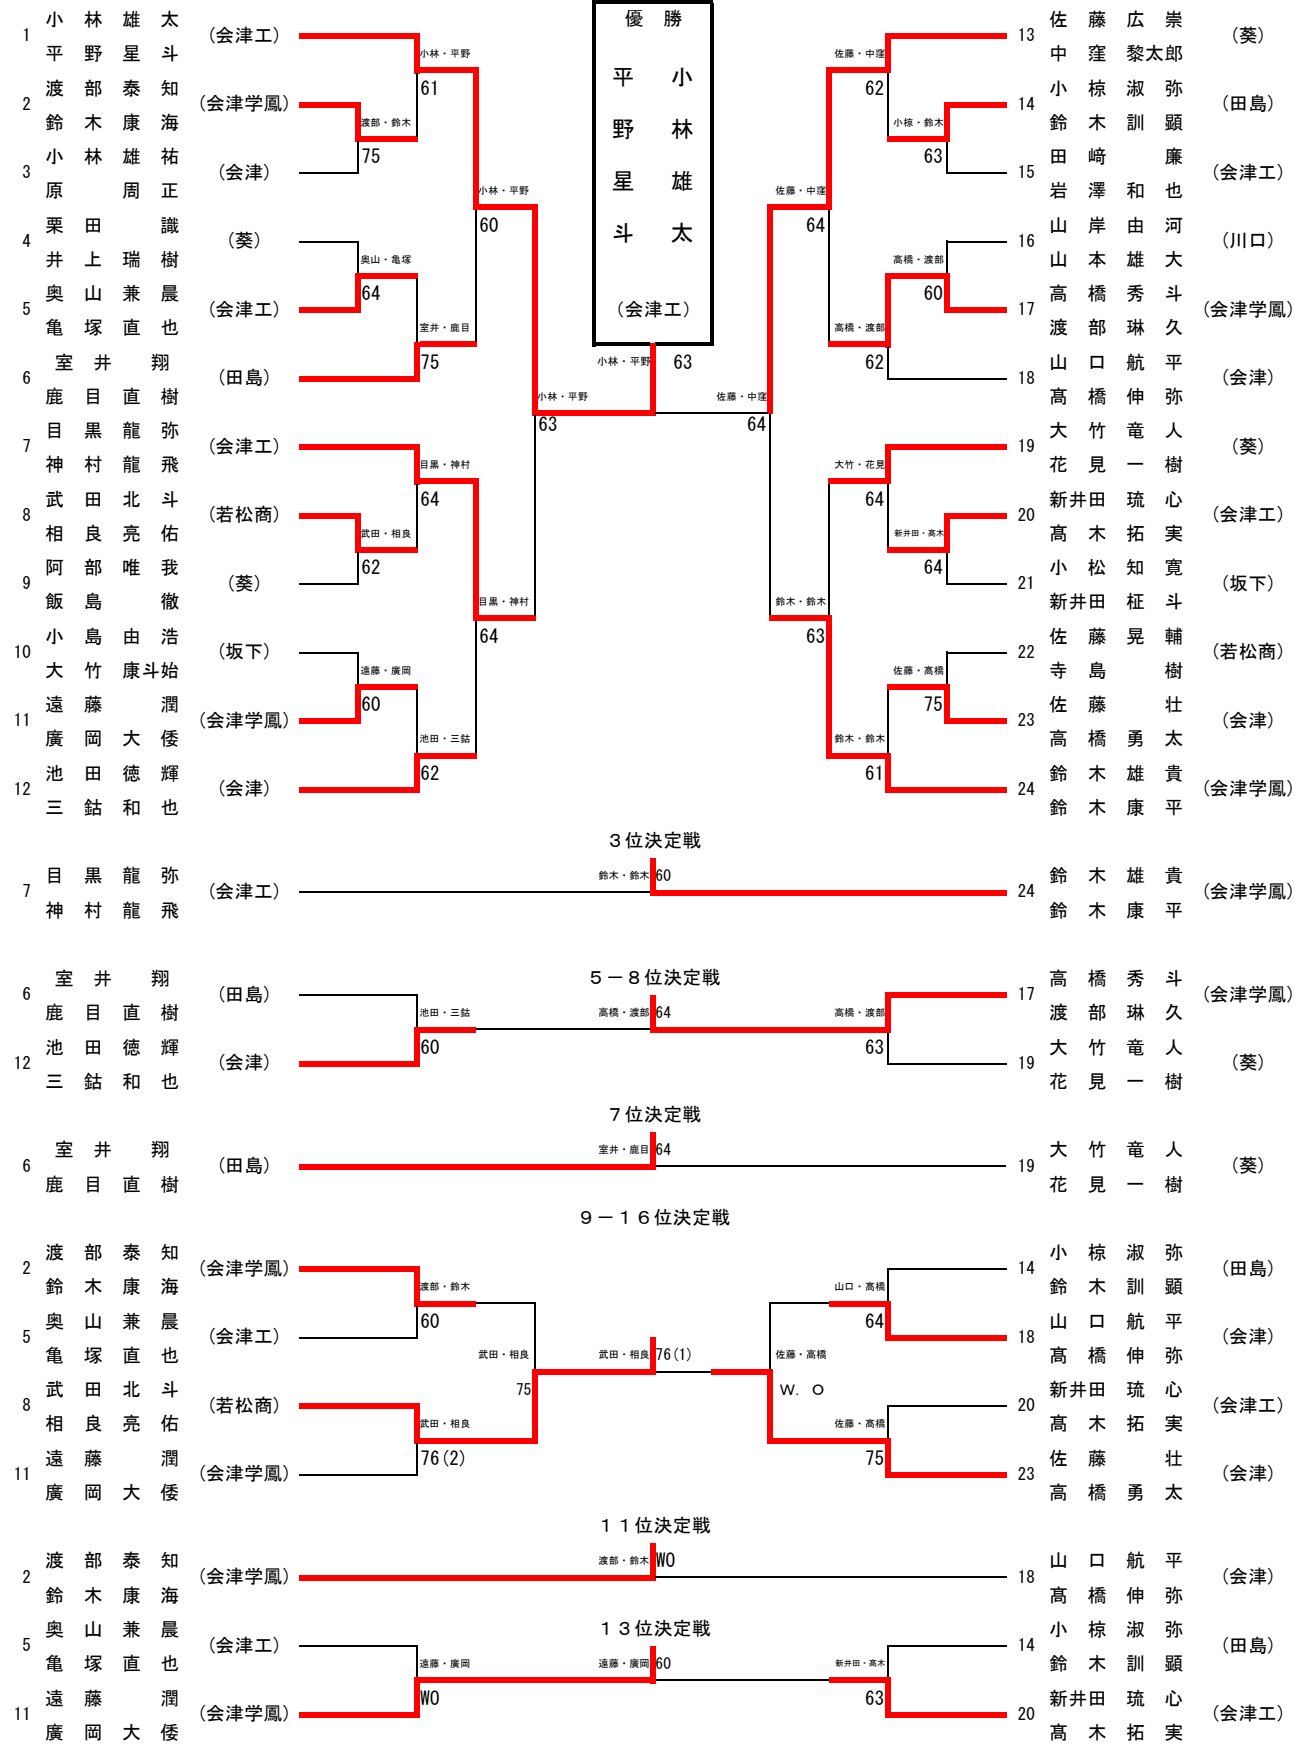 優　勝
平野星斗
小林雄太
（会津工）
小林・平野
63
1
小林雄太
平野星斗
（会津工）
2
渡部泰知
鈴木康海
（会津学鳳）
3
小林雄祐
原周正
（会津）
4
栗田識
井上瑞樹
（葵）
5
奥山兼晨
亀塚直也
（会津工）
6
室井翔
鹿目直樹
（田島）
7
目黒龍弥
神村龍飛
（会津工）
8
武田北斗
相良亮佑
（若松商）
9
阿部唯我
飯島徹
（葵）
10
小島由浩
大竹康斗始
（坂下）
11
遠藤潤
廣岡大倭
（会津学鳳）
12
池田徳輝
三鈷和也
（会津）
小林・平野
61
渡部・鈴木
75
小林・平野
60
奥山・亀塚
64
室井・鹿目
75
小林・平野
63
目黒・神村
64
武田・相良
62
目黒・神村
64
遠藤・廣岡
60
池田・三鈷
62
佐藤・中窪
62
小椋・鈴木
63
佐藤・中窪
64
高橋・渡部
60
高橋・渡部
62
佐藤・中窪
64
大竹・花見
64
新井田・髙木
64
鈴木・鈴木
63
佐藤・高橋
75
鈴木・鈴木
61
13
佐藤広崇
中窪黎太郎
（葵）
14
小椋淑弥
鈴木訓顕
（田島）
15
田﨑廉
岩澤和也
（会津工）
16
山岸由河
山本雄大
（川口）
17
高橋秀斗
渡部琳久
（会津学鳳）
18
山口航平
髙橋伸弥
（会津）
19
大竹竜人
花見一樹
（葵）
20
新井田琉心
髙木拓実
（会津工）
21
小松知寛
新井田柾斗
（坂下）
22
佐藤晃輔
寺島樹
（若松商）
23
佐藤壮
高橋勇太
（会津）
24
鈴木雄貴
鈴木康平
（会津学鳳）
３位決定戦
7
目黒龍弥
神村龍飛
（会津工）
鈴木・鈴木
60
24
鈴木雄貴
鈴木康平
（会津学鳳）
５－８位決定戦
6
室井翔
鹿目直樹
（田島）
12
池田徳輝
三鈷和也
（会津）
池田・三鈷
60
高橋・渡部
64
高橋・渡部
63
17
高橋秀斗
渡部琳久
（会津学鳳）
19
大竹竜人
花見一樹
（葵）
７位決定戦
6
室井翔
鹿目直樹
（田島）
室井・鹿目
64
19
大竹竜人
花見一樹
（葵）
９－１６位決定戦
2
渡部泰知
鈴木康海
（会津学鳳）
5
奥山兼晨
亀塚直也
（会津工）
8
武田北斗
相良亮佑
（若松商）
11
遠藤潤
廣岡大倭
（会津学鳳）
渡部・鈴木
60
武田・相良
75
武田・相良
76(2)
武田・相良
76(1)
山口・髙橋
64
佐藤・高橋
Ｗ．Ｏ
佐藤・高橋
75
14
小椋淑弥
鈴木訓顕
（田島）
18
山口航平
髙橋伸弥
（会津）
20
新井田琉心
髙木拓実
（会津工）
23
佐藤壮
高橋勇太
（会津）
１１位決定戦
2
渡部泰知
鈴木康海
（会津学鳳）
渡部・鈴木
WO
18
山口航平
髙橋伸弥
（会津）
１３位決定戦
5
奥山兼晨
亀塚直也
（会津工）
11
遠藤潤
廣岡大倭
（会津学鳳）
遠藤・廣岡
WO
遠藤・廣岡
60
新井田・髙木
63
14
小椋淑弥
鈴木訓顕
（田島）
20
新井田琉心
髙木拓実
（会津工）